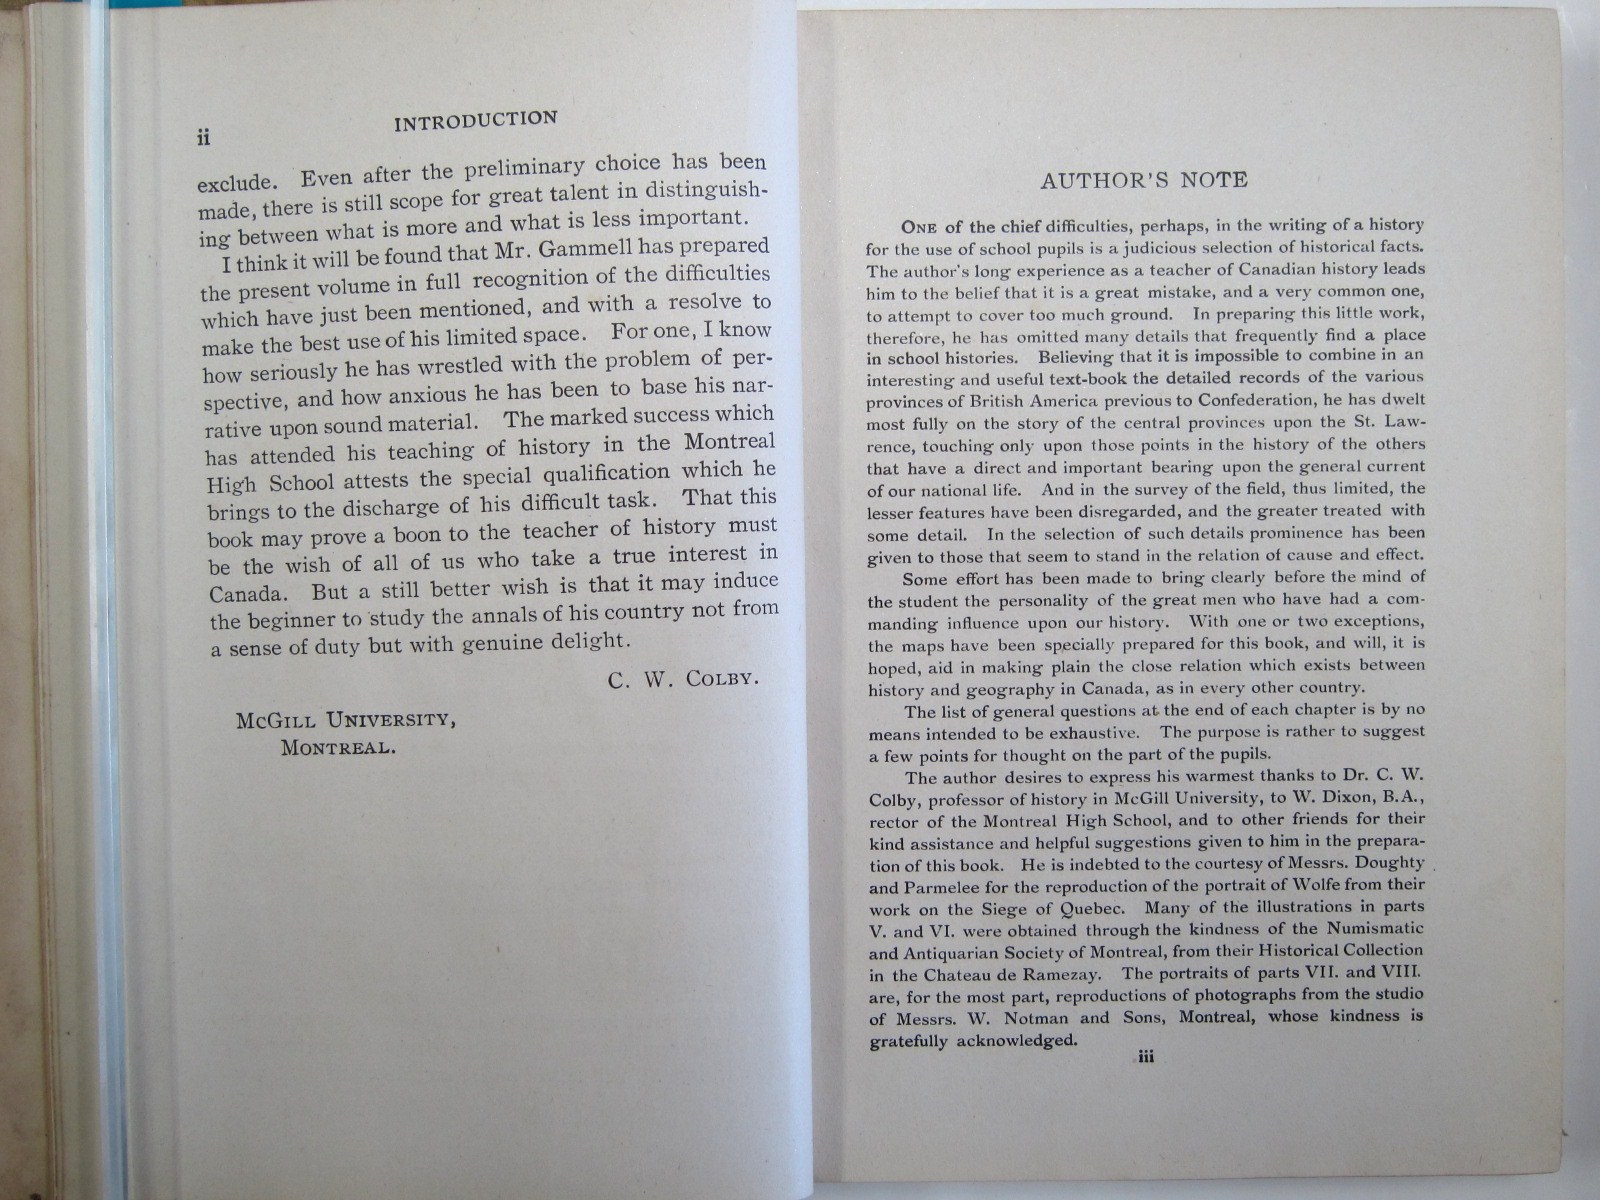 ii
INTRODUCTION
exclude. Even after the preliminary choice has been
made, there is still scope for great talent in distinguish-
ing between what is more and what is less important.
I think it will be found that Mr. Gammell has prepared
the present volume in full recognition of the difficulties
which have just been mentioned, and with a resolve to
make the best use of his limited space. For one, I know
how seriously he has wrestled with the problem of per-
spective, and how anxious he has been to base his nar-
rative upon sound material. The marked success which
has attended his teaching of history in the Montreal
High School attests the special qualification which he
brings to the discharge of his difficult task. That this
book may prove a boon to the teacher of history must
be the wish of all of us who take a true interest in
Canada. But a still better wish is that it may induce
the beginner to study the annals of his country not from
a sense of duty but with genuine delight.
C. W. COLBY.
MCGILL UNIVERSITY,
MONTREAL.
AUTHOR'S NOTE
ONE of the chief difficulties, perhaps, in the writing of a history
for the use of school pupils is a judicious selection of historical facts.
The author's long experience as a teacher of Canadian history leads
him to the belief that it is a great mistake, and a very common one,
to attempt to cover too much ground. In preparing this little work,
therefore, he has omitted many details that frequently find a place
in school histories. Believing that it is impossible to combine in an
interesting and useful text-book the detailed records of the various
provinces of British America previous to Confederation, he has dwelt
most fully on the story of the central provinces upon the St. Law-
rence, touching only upon those points in the history of the others
that have a direct and important bearing upon the general current
of our national life. And in the survey of the field, thus limited, the
lesser features have been disregarded, and the greater treated with
some detail. In the selection of such details prominence has been
given to those that seem to stand in the relation of cause and effect.
Some effort has been made to bring clearly before the mind of
the student the personality of the great men who have had a com-
manding influence upon our history. With one or two exceptions,
the maps have been specially prepared for this book, and will, it is
hoped, aid in making plain the close relation which exists between
history and geography in Canada, as in every other country.
The list of general questions at the end of each chapter is by no
means intended to be exhaustive. The purpose is rather to suggest
a few points for thought on the part of the pupils.
The author desires to express his warmest thanks to Dr. C. W.
Colby, professor of history in McGill University, to W. Dixon, B.A.,
rector of the Montreal High School, and to other friends for their
kind assistance and helpful suggestions given to him in the prepara-
tion of this book. He is indebted to the courtesy of Messrs. Doughty
and Parmelee for the reproduction of the portrait of Wolfe from their
work on the Siege of Quebec. Many of the illustrations in parts
V. and VI. were obtained through the kindness of the Numismatic
and Antiquarian Society of Montreal, from their Historical Collection
in the Chateau de Ramezay. The portraits of parts VII. and VIII.
are, for the most part, reproductions of photographs from the studio
of Messrs. W. Notman and Sons, Montreal, whose kindness is
gratefully acknowledged.
iii